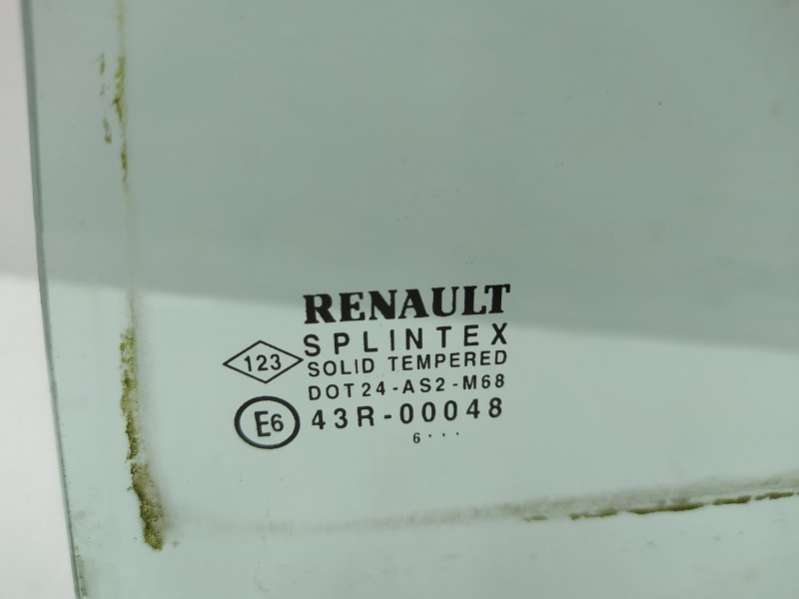 RENAULT
SPLINTEX
123
SOLID TEMPERED
DOT24-AS2-M68
E6 43R-00048
6···